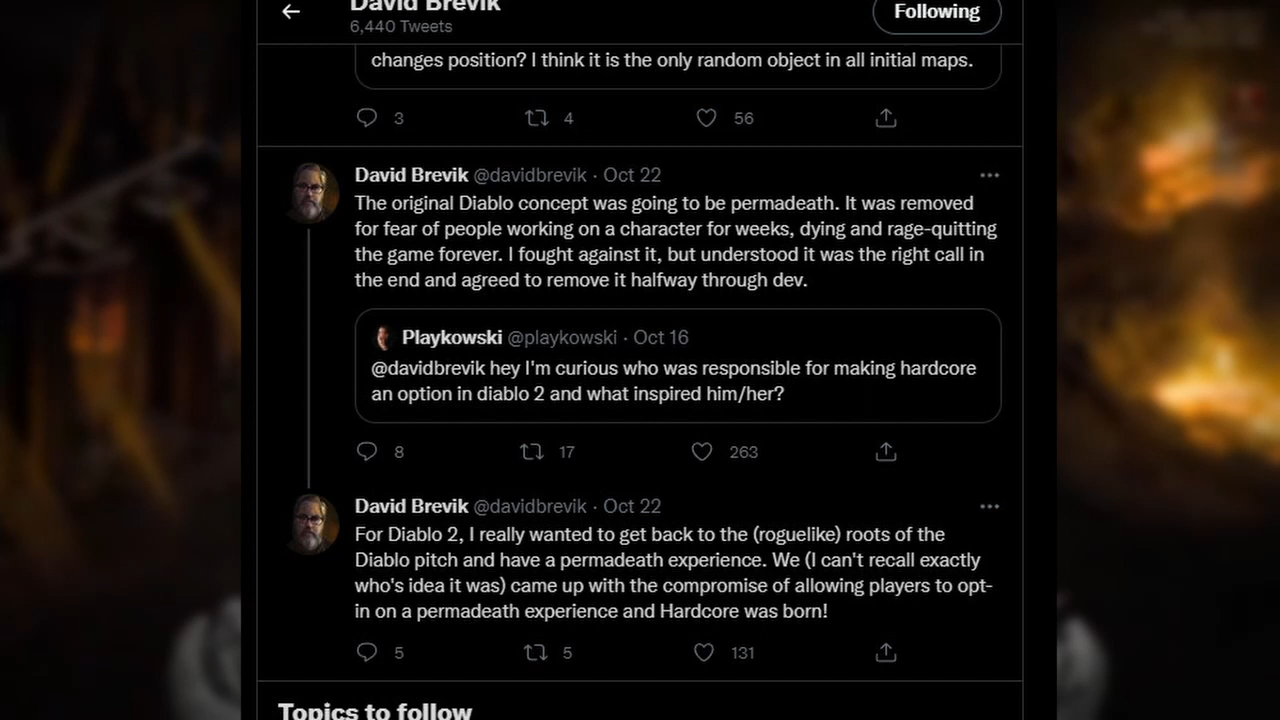 David Brevik
6,440 Tweets
Following
changes position? I think it is the only random object in all initial maps.
3 4 56
David Brevik @davidbrevik · Oct 22
The original Diablo concept was going to be permadeath. It was removed
for fear of people working on a character for weeks, dying and rage-quitting
the game forever. I fought against it, but understood it was the right call in
the end and agreed to remove it halfway through dev.
Playkowski @playkowski · Oct 16
@davidbrevik hey I'm curious who was responsible for making hardcore
an option in diablo 2 and what inspired him/her?
8 17 263
David Brevik @davidbrevik · Oct 22
For Diablo 2, I really wanted to get back to the (roguelike) roots of the
Diablo pitch and have a permadeath experience. We (I can't recall exactly
who's idea it was) came up with the compromise of allowing players to opt-
in on a permadeath experience and Hardcore was born!
5 5 131
Topics to follow